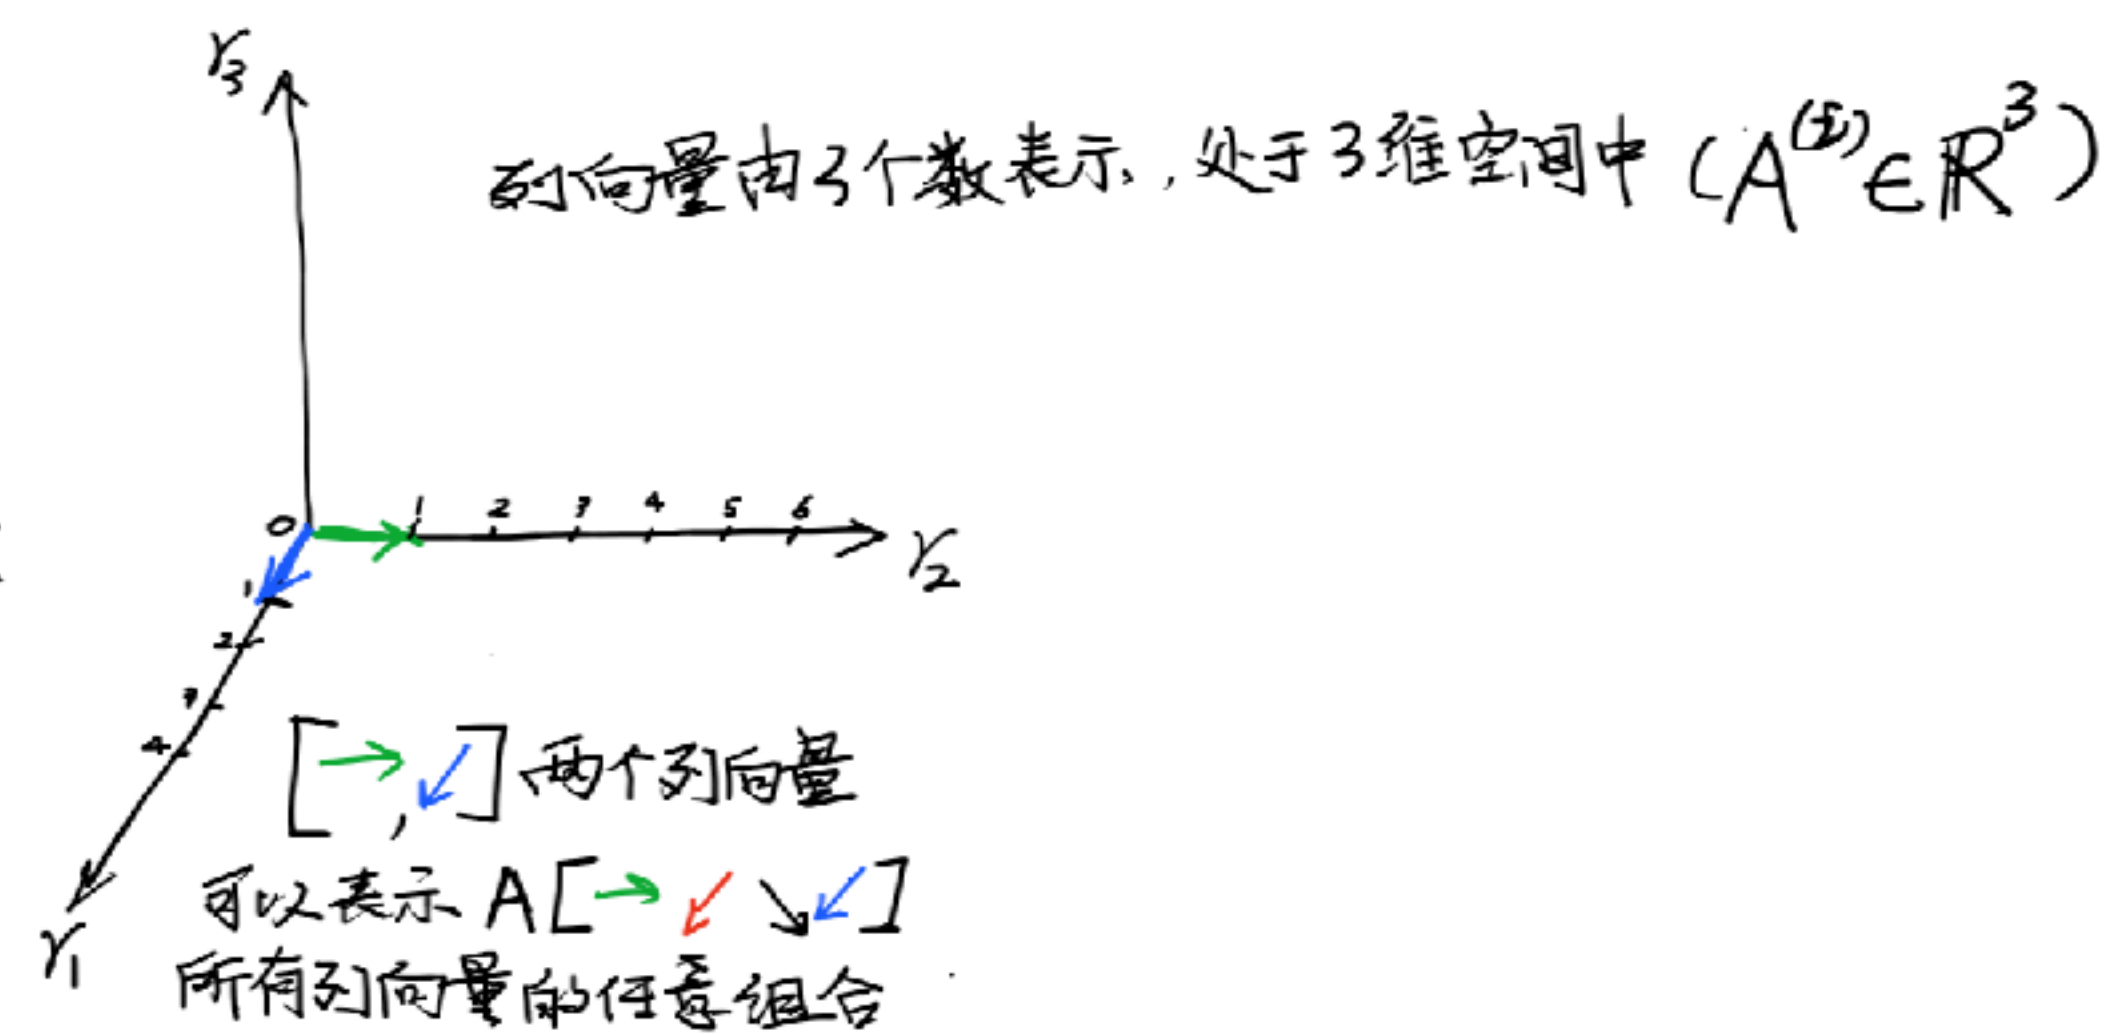 r₃
列向量由3个数表示,处于3维空间中 (A⁽ⁱ⁾∈ℝ³)
0 1 2 3 4 5 6 r₂
1
2
3
4
[→,↙] 两个列向量
可以表示 A[→ ↙ ↘ ↙]
r₁
所有列向量的任意组合